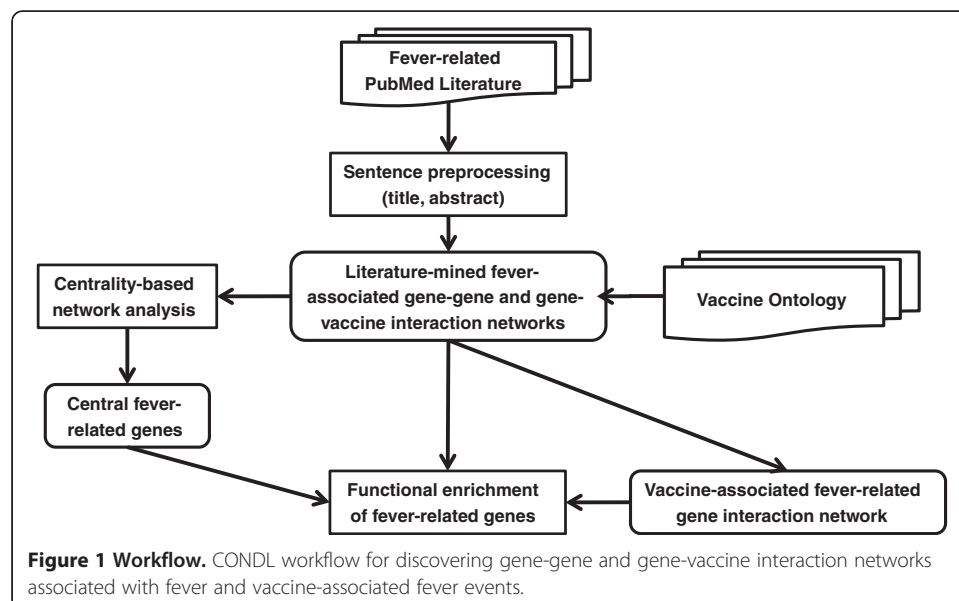 Fever-related
PubMed Literature
Sentence preprocessing
(title, abstract)
Centrality-based
network analysis
Literature-mined fever-
associated gene-gene and gene-
vaccine interaction networks
Vaccine Ontology
Central fever-
related genes
Functional enrichment
of fever-related genes
Vaccine-associated fever-related
gene interaction network
Figure 1 Workflow. CONDL workflow for discovering gene-gene and gene-vaccine interaction networks
associated with fever and vaccine-associated fever events.